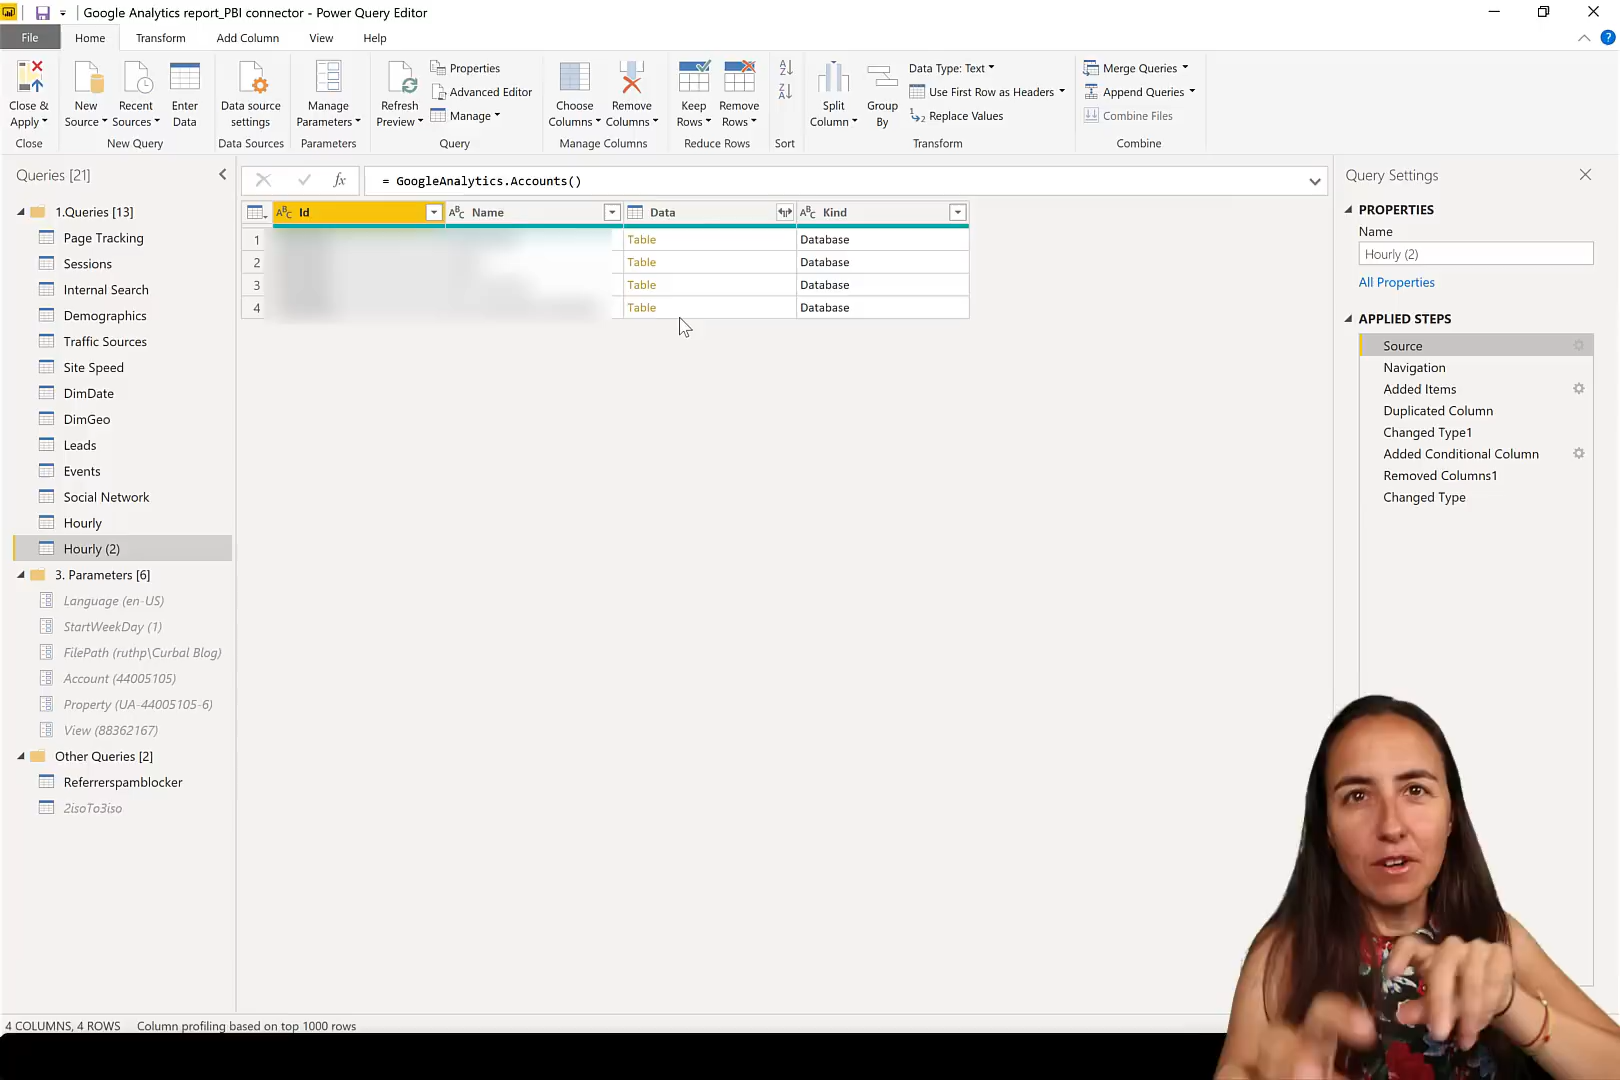 Google Analytics report_PBI connector - Power Query Editor
File Home Transform Add Column View Help
?
Close & Apply
New Source
Recent Sources
Enter Data
Data source settings
Manage Parameters
Refresh Preview
Properties
Advanced Editor
Manage
Choose Columns
Remove Columns
Keep Rows
Remove Rows
Split Column
Group By
Data Type: Text
Use First Row as Headers
Replace Values
Merge Queries
Append Queries
Combine Files
Close New Query Data Sources Parameters Query Manage Columns Reduce Rows Sort Transform Combine
Queries [21]
1.Queries [13]
Page Tracking
Sessions
Internal Search
Demographics
Traffic Sources
Site Speed
DimDate
DimGeo
Leads
Events
Social Network
Hourly
Hourly (2)
3. Parameters [6]
Language (en-US)
StartWeekDay (1)
FilePath (ruthp\Curbal Blog)
Account (44005105)
Property (UA-44005105-6)
View (88362167)
Other Queries [2]
Referrerspamblocker
2isoTo3iso
fx = GoogleAnalytics.Accounts()
ABC Id ABC Name Data ABC Kind
1 Table Database
2 Table Database
3 Table Database
4 Table Database
Query Settings
PROPERTIES
Name
Hourly (2)
All Properties
APPLIED STEPS
Source
Navigation
Added Items
Duplicated Column
Changed Type1
Added Conditional Column
Removed Columns1
Changed Type
4 COLUMNS, 4 ROWS Column profiling based on top 1000 rows